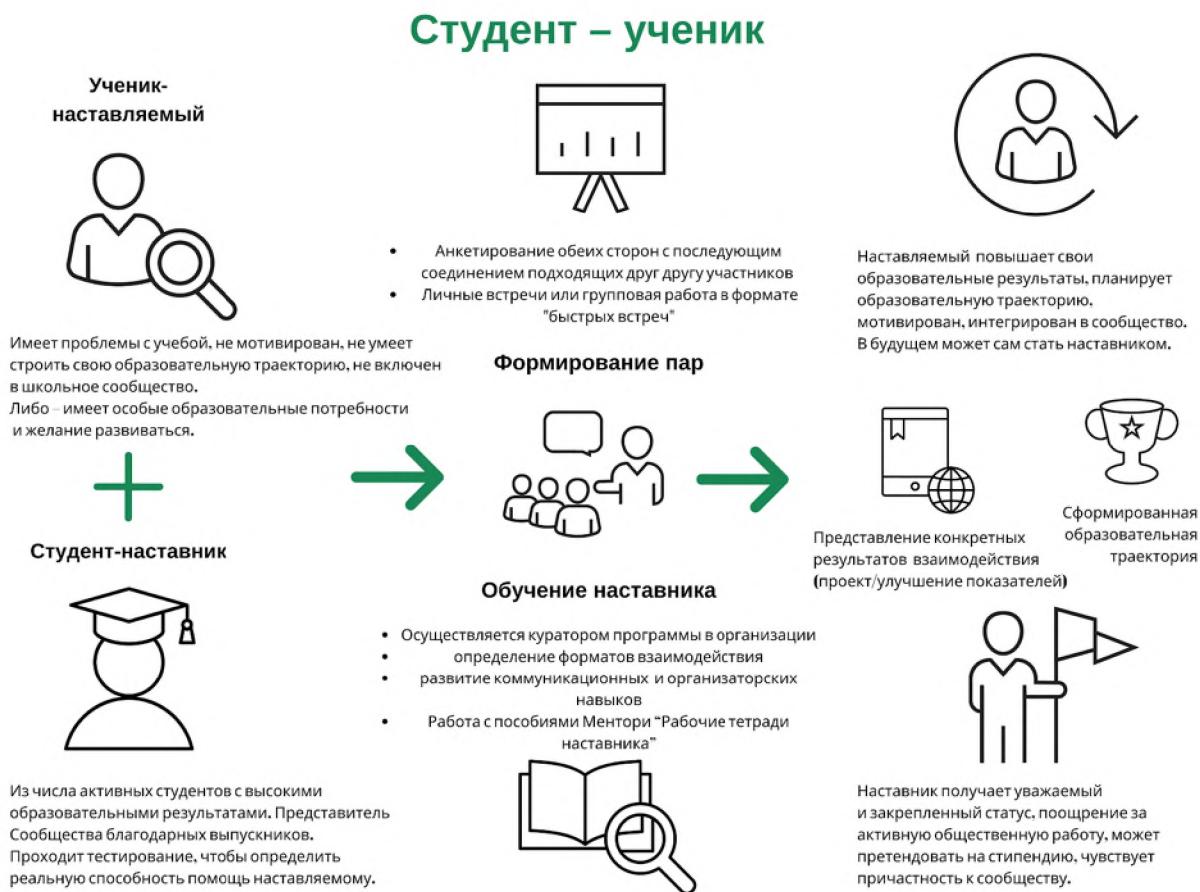 Студент – ученик
Ученик-
наставляемый
Имеет проблемы с учебой, не мотивирован, не умеет
строить свою образовательную траекторию, не включен
в школьное сообщество.
Либо – имеет особые образовательные потребности
и желание развиваться.
Студент-наставник
Из числа активных студентов с высокими
образовательными результатами. Представитель
Сообщества благодарных выпускников.
Проходит тестирование, чтобы определить
реальную способность помощь наставляемому.
• Анкетирование обеих сторон с последующим
соединением подходящих друг другу участников
• Личные встречи или групповая работа в формате
"быстрых встреч"
Формирование пар
Обучение наставника
• Осуществляется куратором программы в организации
• определение форматов взаимодействия
• развитие коммуникационных и организаторских
навыков
• Работа с пособиями Ментори "Рабочие тетради
наставника"
Наставляемый повышает свои
образовательные результаты, планирует
образовательную траекторию,
мотивирован, интегрирован в сообщество.
В будущем может сам стать наставником.
Представление конкретных
результатов взаимодействия
(проект/улучшение показателей)
Сформированная
образовательная
траектория
Наставник получает уважаемый
и закрепленный статус, поощрение за
активную общественную работу, может
претендовать на стипендию, чувствует
причастность к сообществу.